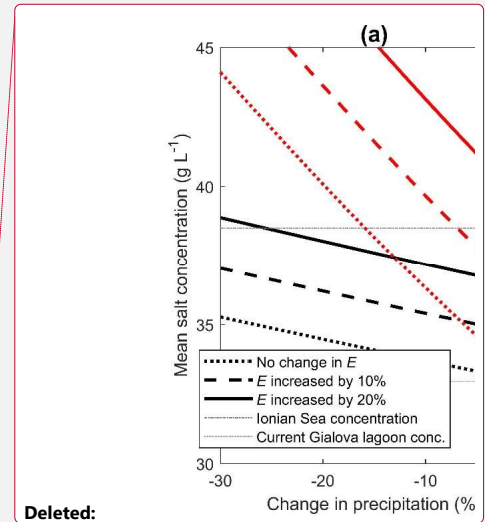 (a)
45
40
35
30
Mean salt concentration (g L-1)
No change in E
E increased by 10%
E increased by 20%
Ionian Sea concentration
Current Gialova lagoon conc.
-30
-20
-10
Change in precipitation (%
Deleted: